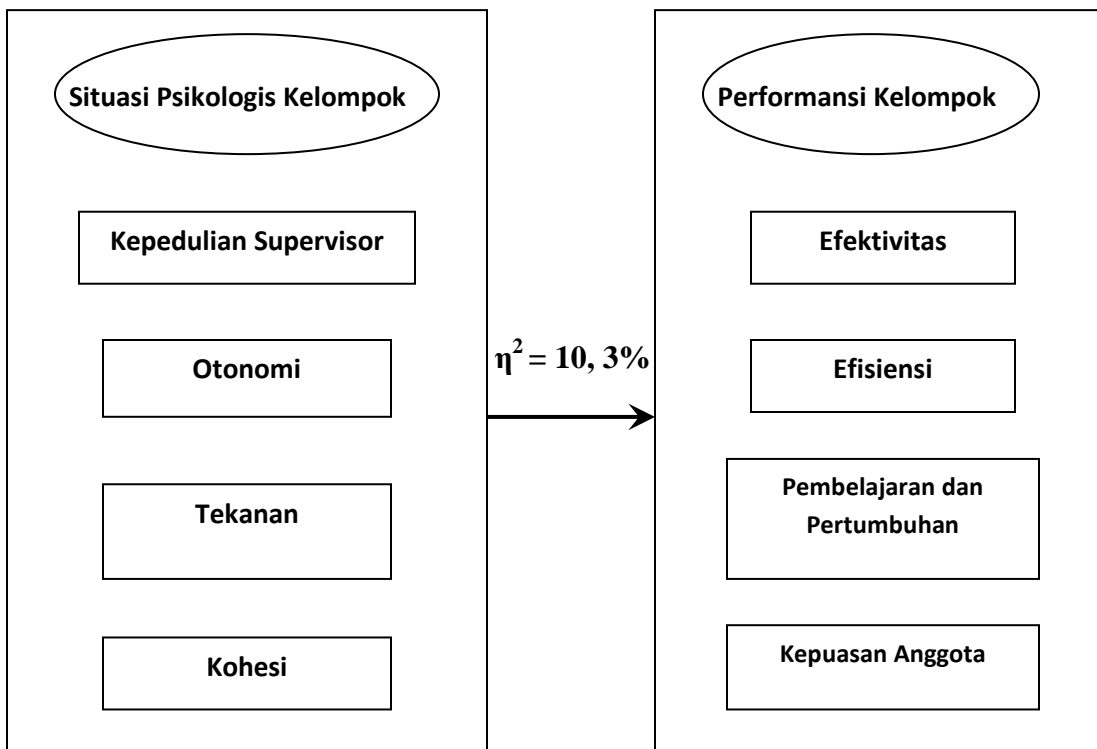 Situasi Psikologis Kelompok
Kepedulian Supervisor
Otonomi
Tekanan
Kohesi
η² = 10, 3%
Performansi Kelompok
Efektivitas
Efisiensi
Pembelajaran dan
Pertumbuhan
Kepuasan Anggota